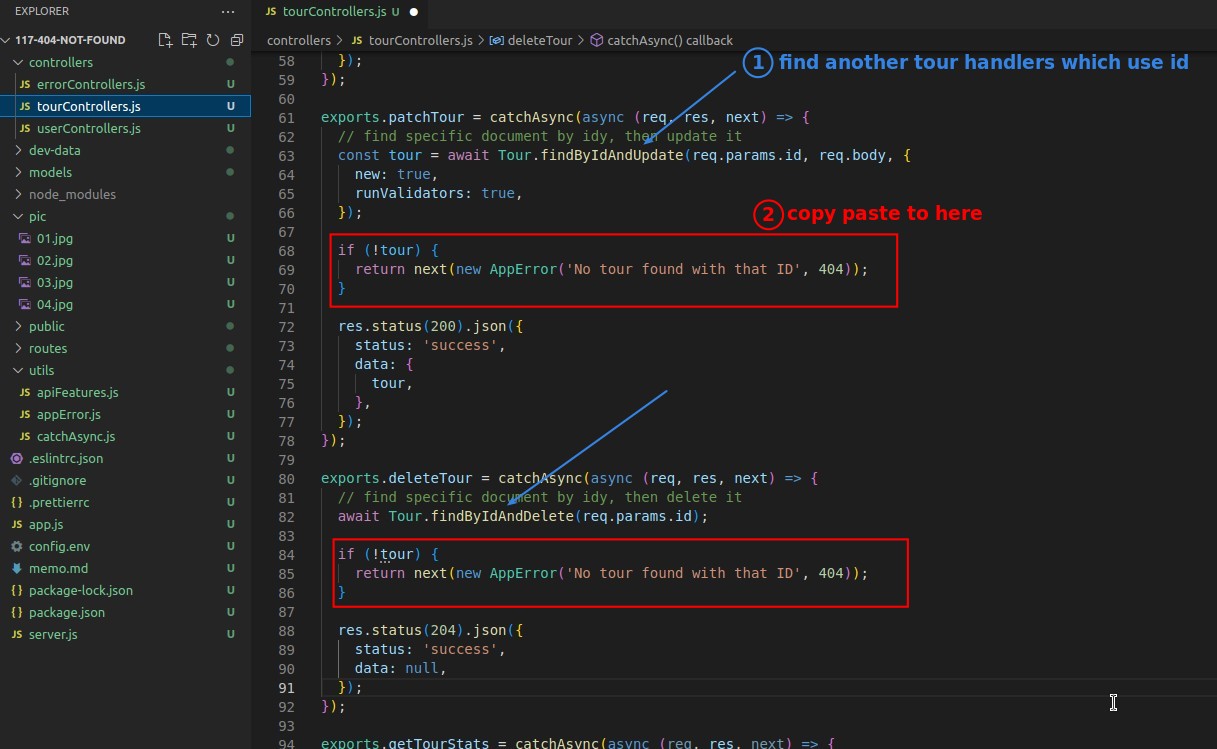 EXPLORER ···
117-404-NOT-FOUND
controllers
JS errorControllers.js U
JS tourControllers.js U
JS userControllers.js U
dev-data
models
node_modules
pic
01.jpg U
02.jpg U
03.jpg U
04.jpg U
public
routes
utils
JS apiFeatures.js U
JS appError.js U
JS catchAsync.js U
.eslintrc.json U
.gitignore U
{} .prettierrc U
JS app.js U
config.env U
memo.md U
{} package-lock.json U
{} package.json U
JS server.js U
JS tourControllers.js U ●
controllers > JS tourControllers.js > deleteTour > catchAsync() callback
1 find another tour handlers which use id
58 });
59 });
60
61 exports.patchTour = catchAsync(async (req, res, next) => {
62 // find specific document by idy, then update it
63 const tour = await Tour.findByIdAndUpdate(req.params.id, req.body, {
64 new: true,
65 runValidators: true,
66 });
2 copy paste to here
67
68 if (!tour) {
69 return next(new AppError('No tour found with that ID', 404));
70 }
71
72 res.status(200).json({
73 status: 'success',
74 data: {
75 tour,
76 },
77 });
78 });
79
80 exports.deleteTour = catchAsync(async (req, res, next) => {
81 // find specific document by idy, then delete it
82 await Tour.findByIdAndDelete(req.params.id);
83
84 if (!tour) {
85 return next(new AppError('No tour found with that ID', 404));
86 }
87
88 res.status(204).json({
89 status: 'success',
90 data: null,
91 });
92 });
93
94 exports.getTourStats = catchAsync(async (req, res, next) => {